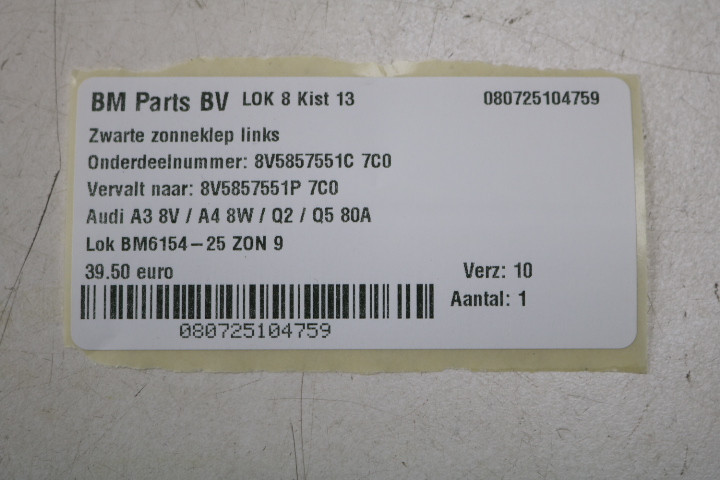 BM Parts BV LOK 8 Kist 13 080725104759
Zwarte zonneklep links
Onderdeelnummer: 8V5857551C 7C0
Vervalt naar: 8V5857551P 7C0
Audi A3 8V / A4 8W / Q2 / Q5 80A
Lok BM6154-25 ZON 9
39.50 euro Verz: 10
Aantal: 1
080725104759